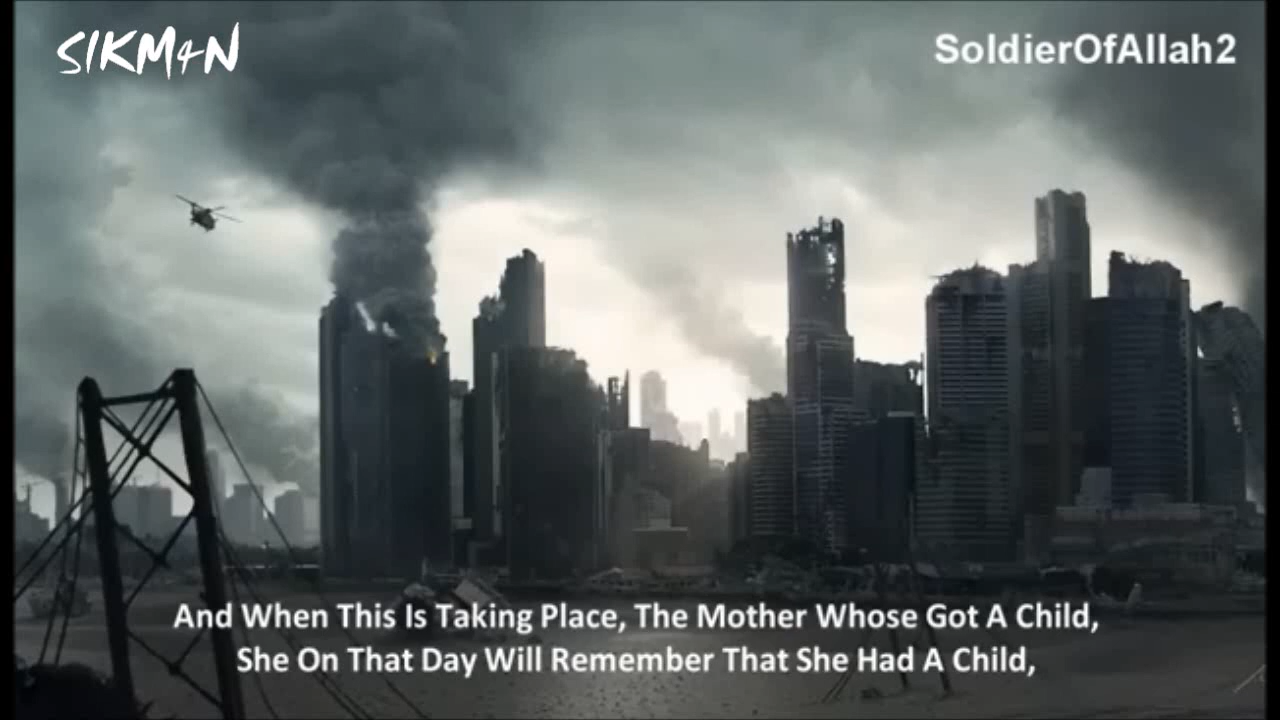 SIKM4N
SoldierOfAllah2
And When This Is Taking Place, The Mother Whose Got A Child,
She On That Day Will Remember That She Had A Child,